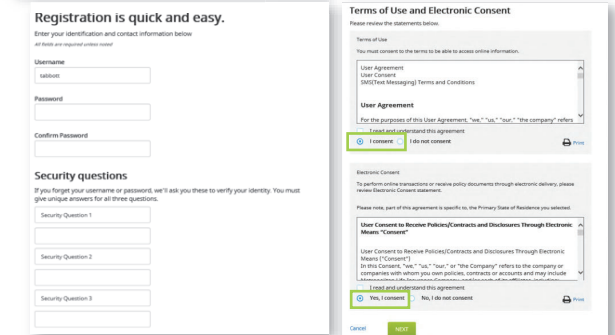 Registration is quick and easy.
Enter your identification and contact information below
All fields are required unless noted
Username
tabbott
Password
Confirm Password
Security questions
If you forget your username or password, we'll ask you these to verify your identity. You must
give unique answers for all three questions.
Security Question 1
Security Question 2
Security Question 3
Terms of Use and Electronic Consent
Please review the statements below.
Terms of Use
You must consent to the terms to be able to access online information.
User Agreement
User Consent
SMS(Text Messaging) Terms and Conditions
User Agreement
For the purposes of this User Agreement, "we," "us," "our," "the company" refers
I read and understand this agreement
I consent I do not consent
Print
Electronic Consent
To perform online transactions or receive policy documents through electronic delivery, please
review Electronic Consent statement.
Please note, part of this agreement is specific to, the Primary State of Residence you selected.
User Consent to Receive Policies/Contracts and Disclosures Through Electronic
Means "Consent"
User Consent to Receive Policies/Contracts and Disclosures Through Electronic
Means ("Consent")
In this Consent, "we," "us," "our," or "the Company" refers to the company or
companies with whom you own policies, contracts or accounts and may include
I read and understand this agreement
Yes, I consent No, I do not consent
Print
Cancel NEXT